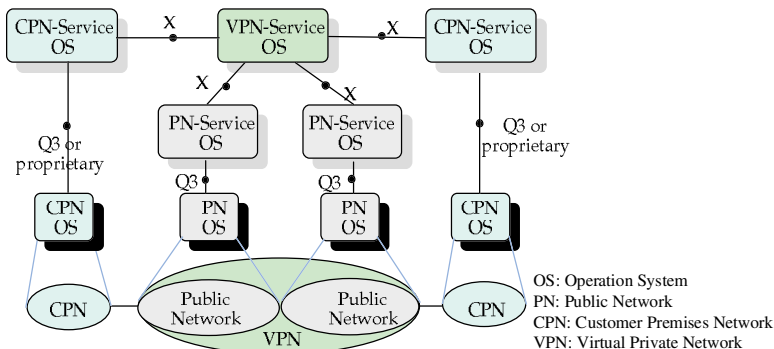 CPN-Service
OS
X
VPN-Service
OS
X
CPN-Service
OS
X
X
PN-Service
OS
PN-Service
OS
Q3 or
proprietary
Q3
Q3
Q3 or
proprietary
CPN
OS
PN
OS
PN
OS
CPN
OS
CPN
Public
Network
Public
Network
CPN
VPN
OS: Operation System
PN: Public Network
CPN: Customer Premises Network
VPN: Virtual Private Network